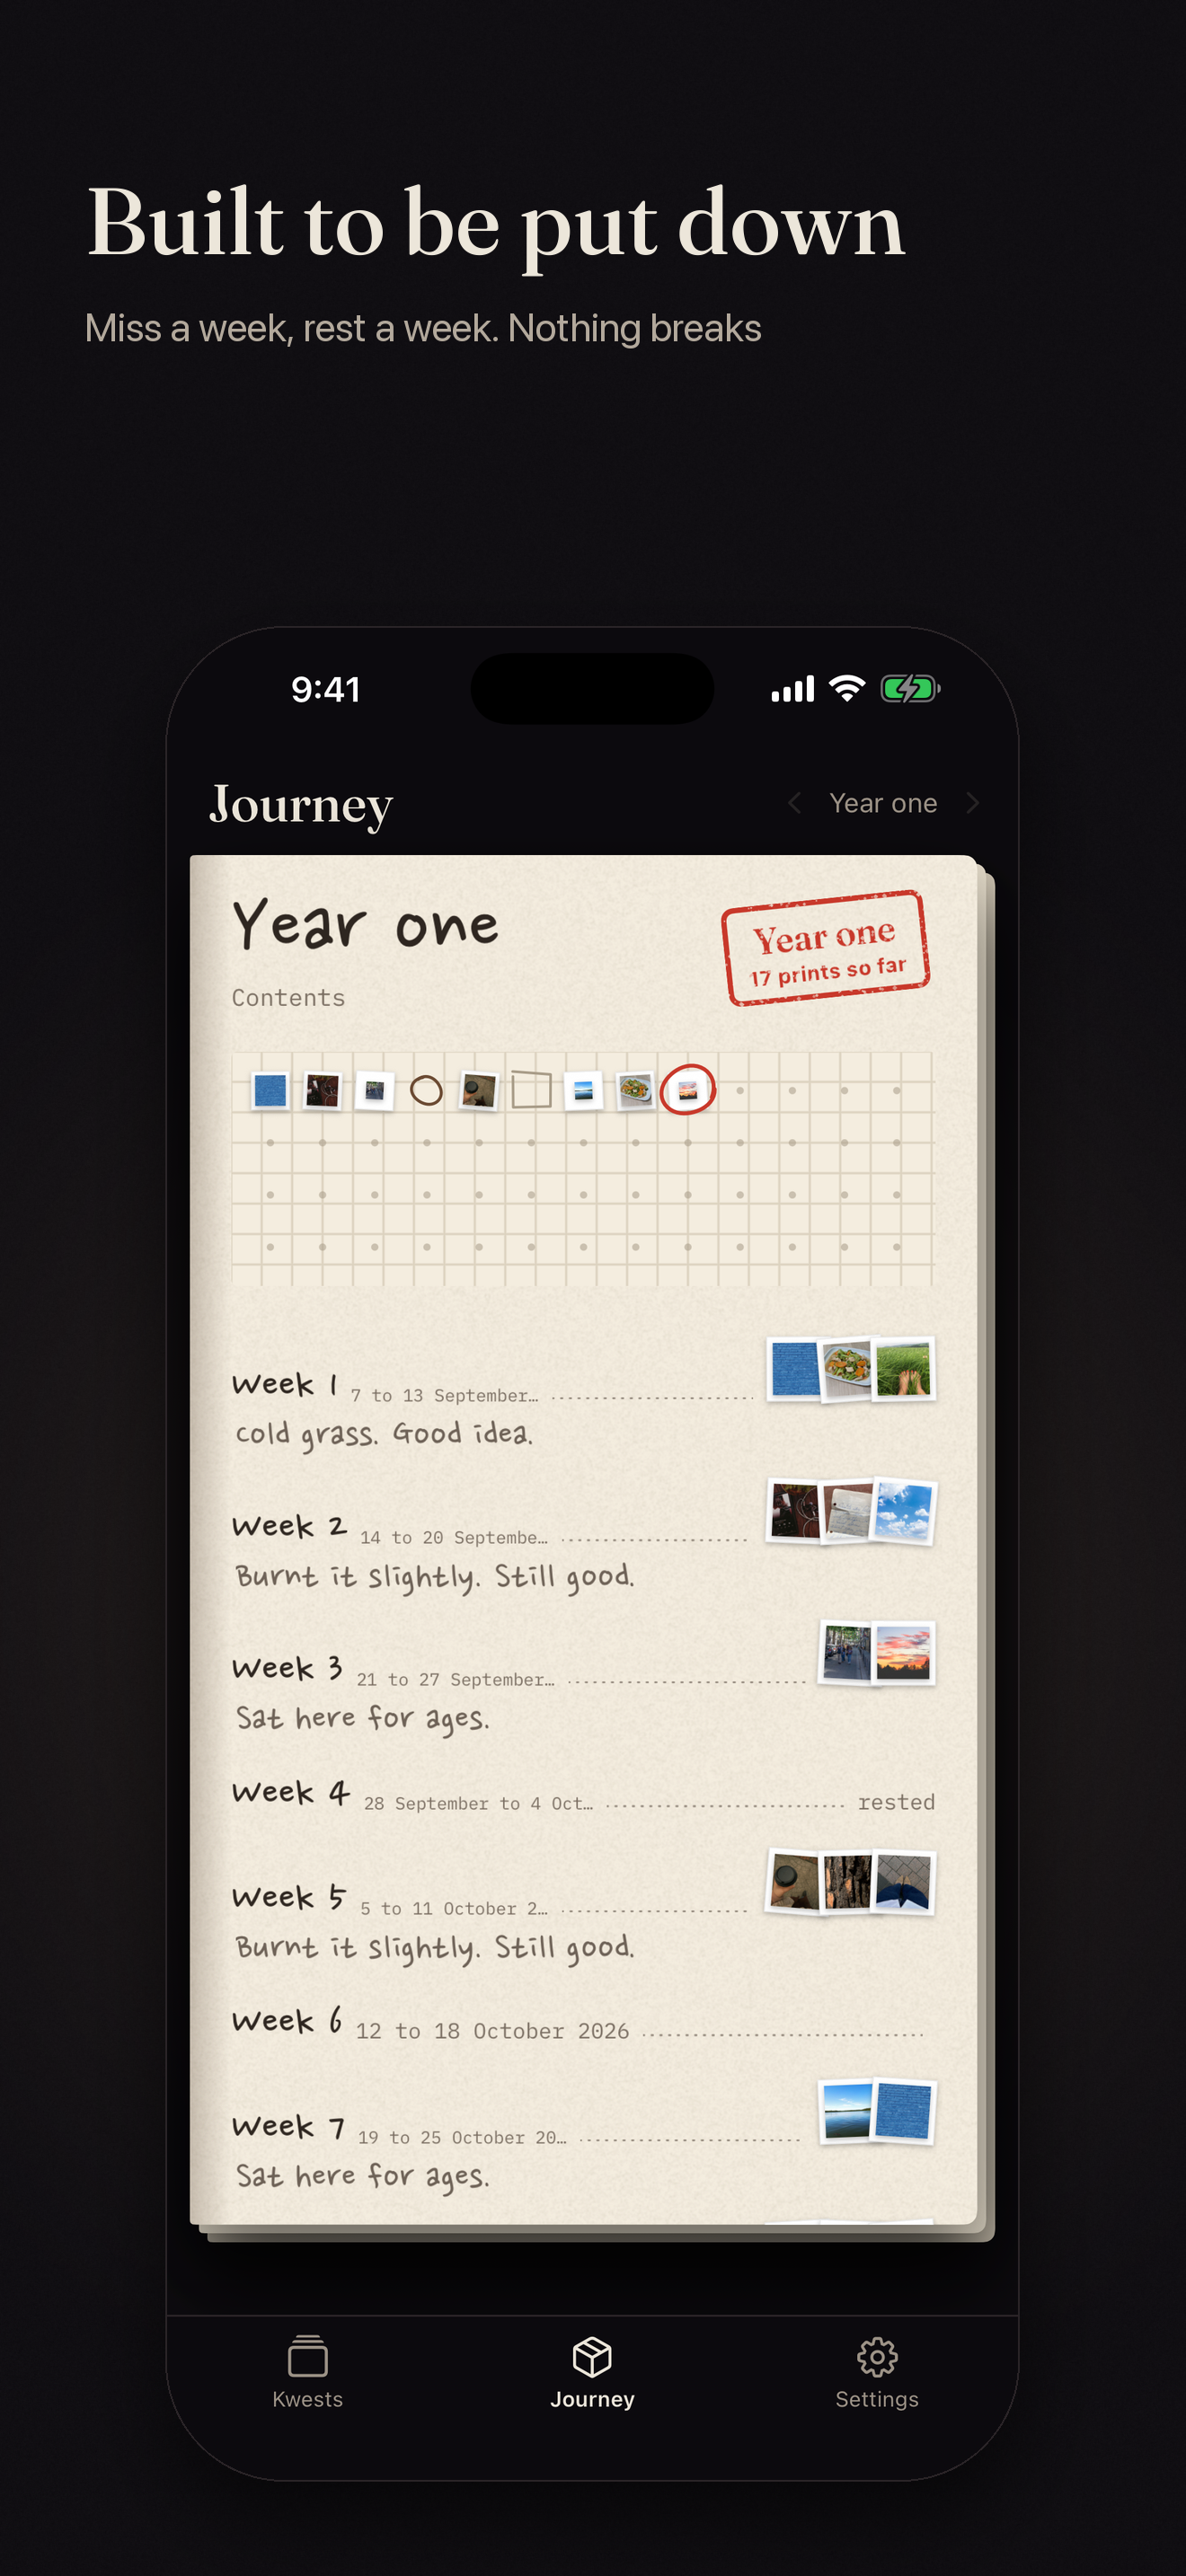 Built to be put down
Miss a week, rest a week. Nothing breaks
9:41
Journey
Year one
Year one
Year one
17 prints so far
Contents
Week 1 7 to 13 September…
cold grass. Good idea.
Week 2 14 to 20 Septembe…
Burnt it slightly. Still good.
Week 3 21 to 27 September…
Sat here for ages.
Week 4 28 September to 4 Oct… rested
Week 5 5 to 11 October 2…
Burnt it slightly. Still good.
Week 6 12 to 18 October 2026
Week 7 19 to 25 October 20…
Sat here for ages.
Kwests
Journey
Settings